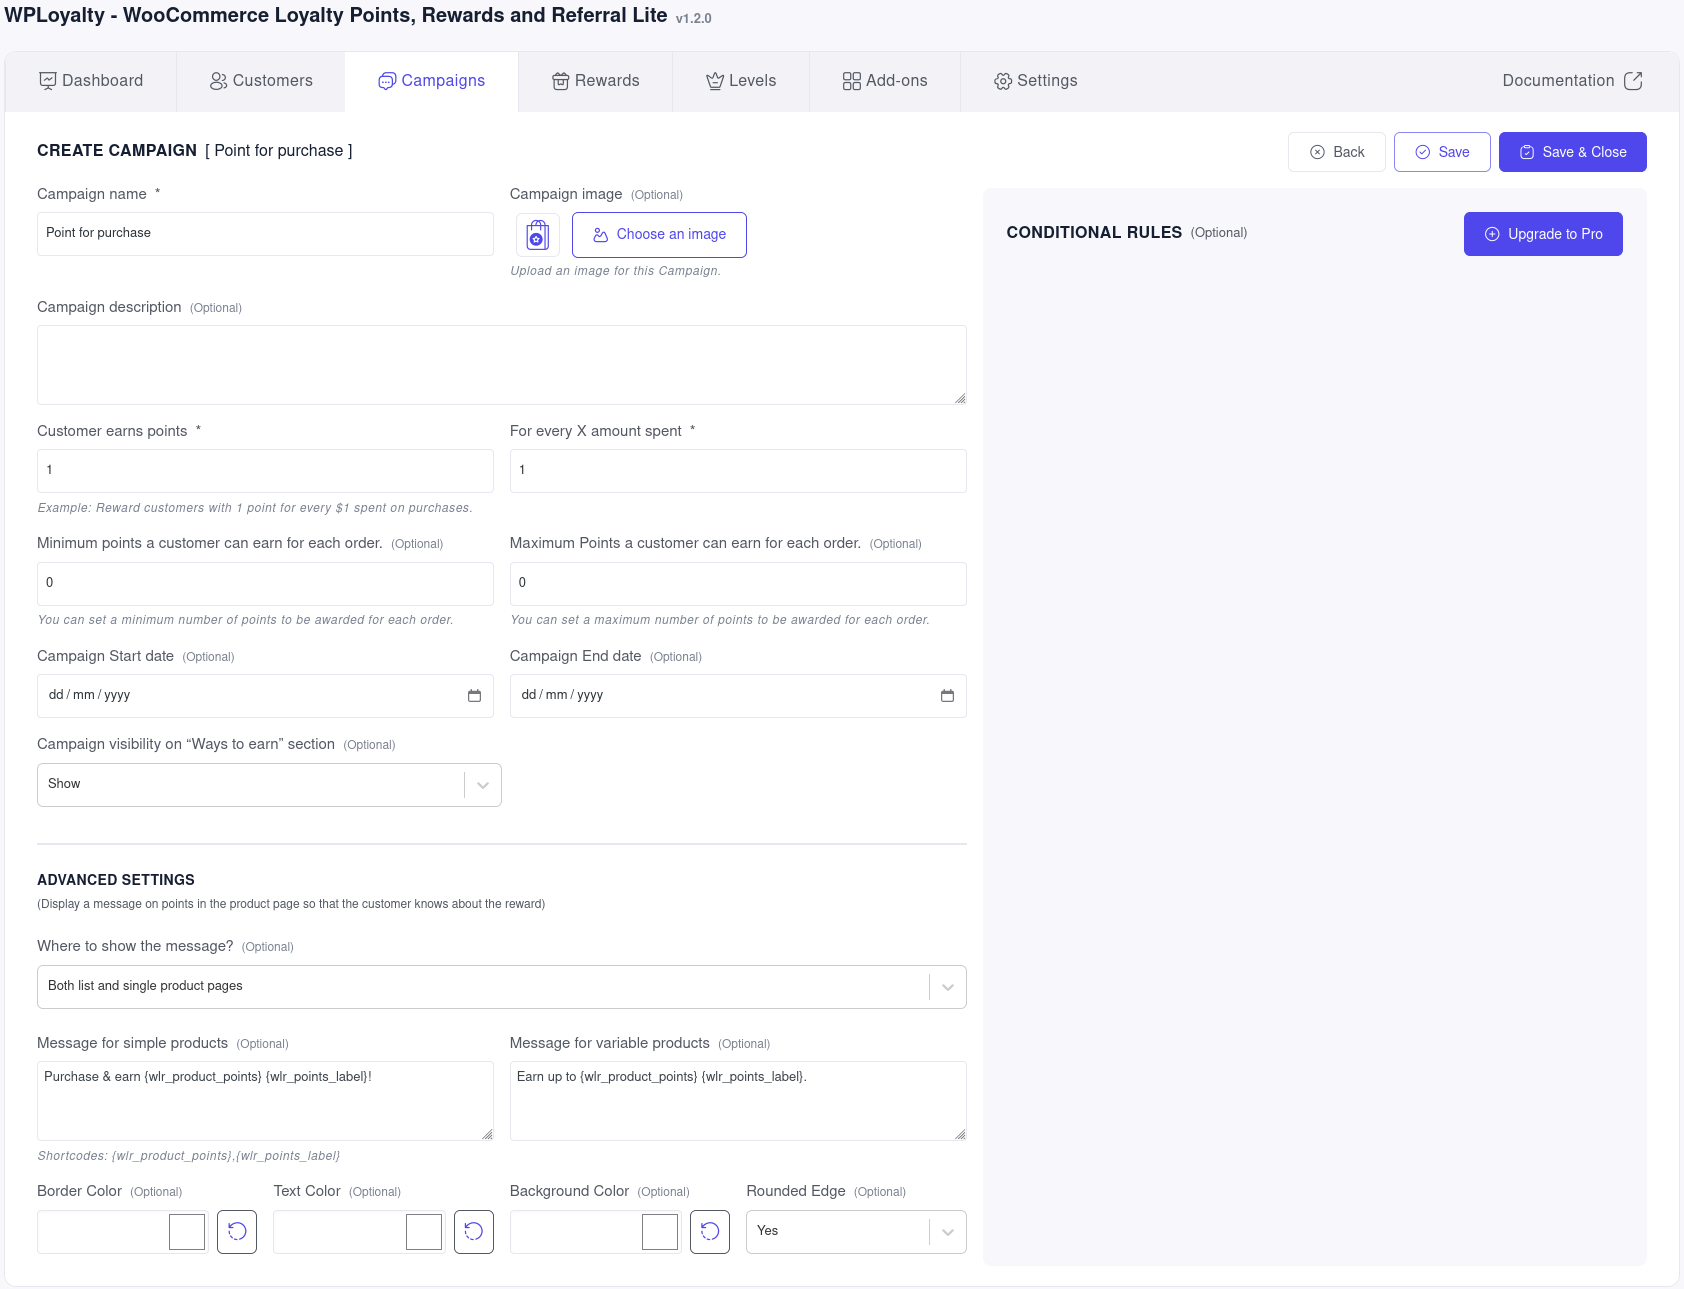 WPLoyalty - WooCommerce Loyalty Points, Rewards and Referral Lite v1.2.0
Dashboard Customers Campaigns Rewards Levels Add-ons Settings Documentation
CREATE CAMPAIGN [ Point for purchase ] Back Save Save & Close
Campaign name * Campaign image (Optional)
Point for purchase Choose an image
Upload an image for this Campaign.
CONDITIONAL RULES (Optional) Upgrade to Pro
Campaign description (Optional)
Customer earns points * For every X amount spent *
1 1
Example: Reward customers with 1 point for every $1 spent on purchases.
Minimum points a customer can earn for each order. (Optional) Maximum Points a customer can earn for each order. (Optional)
0 0
You can set a minimum number of points to be awarded for each order. You can set a maximum number of points to be awarded for each order.
Campaign Start date (Optional) Campaign End date (Optional)
dd / mm / yyyy dd / mm / yyyy
Campaign visibility on “Ways to earn” section (Optional)
Show
ADVANCED SETTINGS
(Display a message on points in the product page so that the customer knows about the reward)
Where to show the message? (Optional)
Both list and single product pages
Message for simple products (Optional) Message for variable products (Optional)
Purchase & earn {wlr_product_points} {wlr_points_label}! Earn up to {wlr_product_points} {wlr_points_label}.
Shortcodes: {wlr_product_points},{wlr_points_label}
Border Color (Optional) Text Color (Optional) Background Color (Optional) Rounded Edge (Optional)
Yes